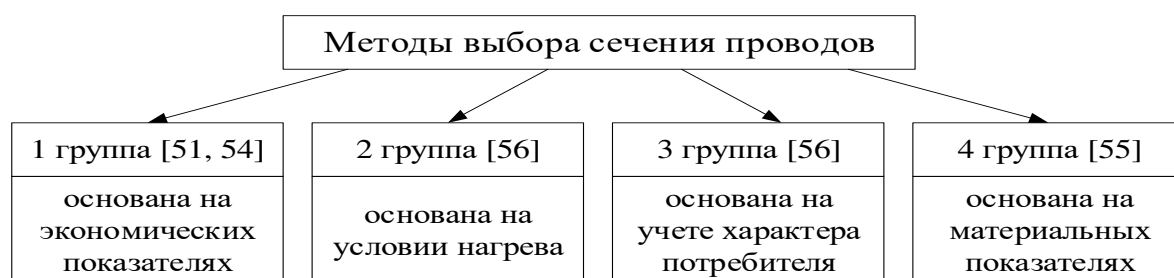 Методы выбора сечения проводов
1 группа [51, 54]
основана на
экономических
показателях
2 группа [56]
основана на
условии нагрева
3 группа [56]
основана на
учете характера
потребителя
4 группа [55]
основана на
материальных
показателях